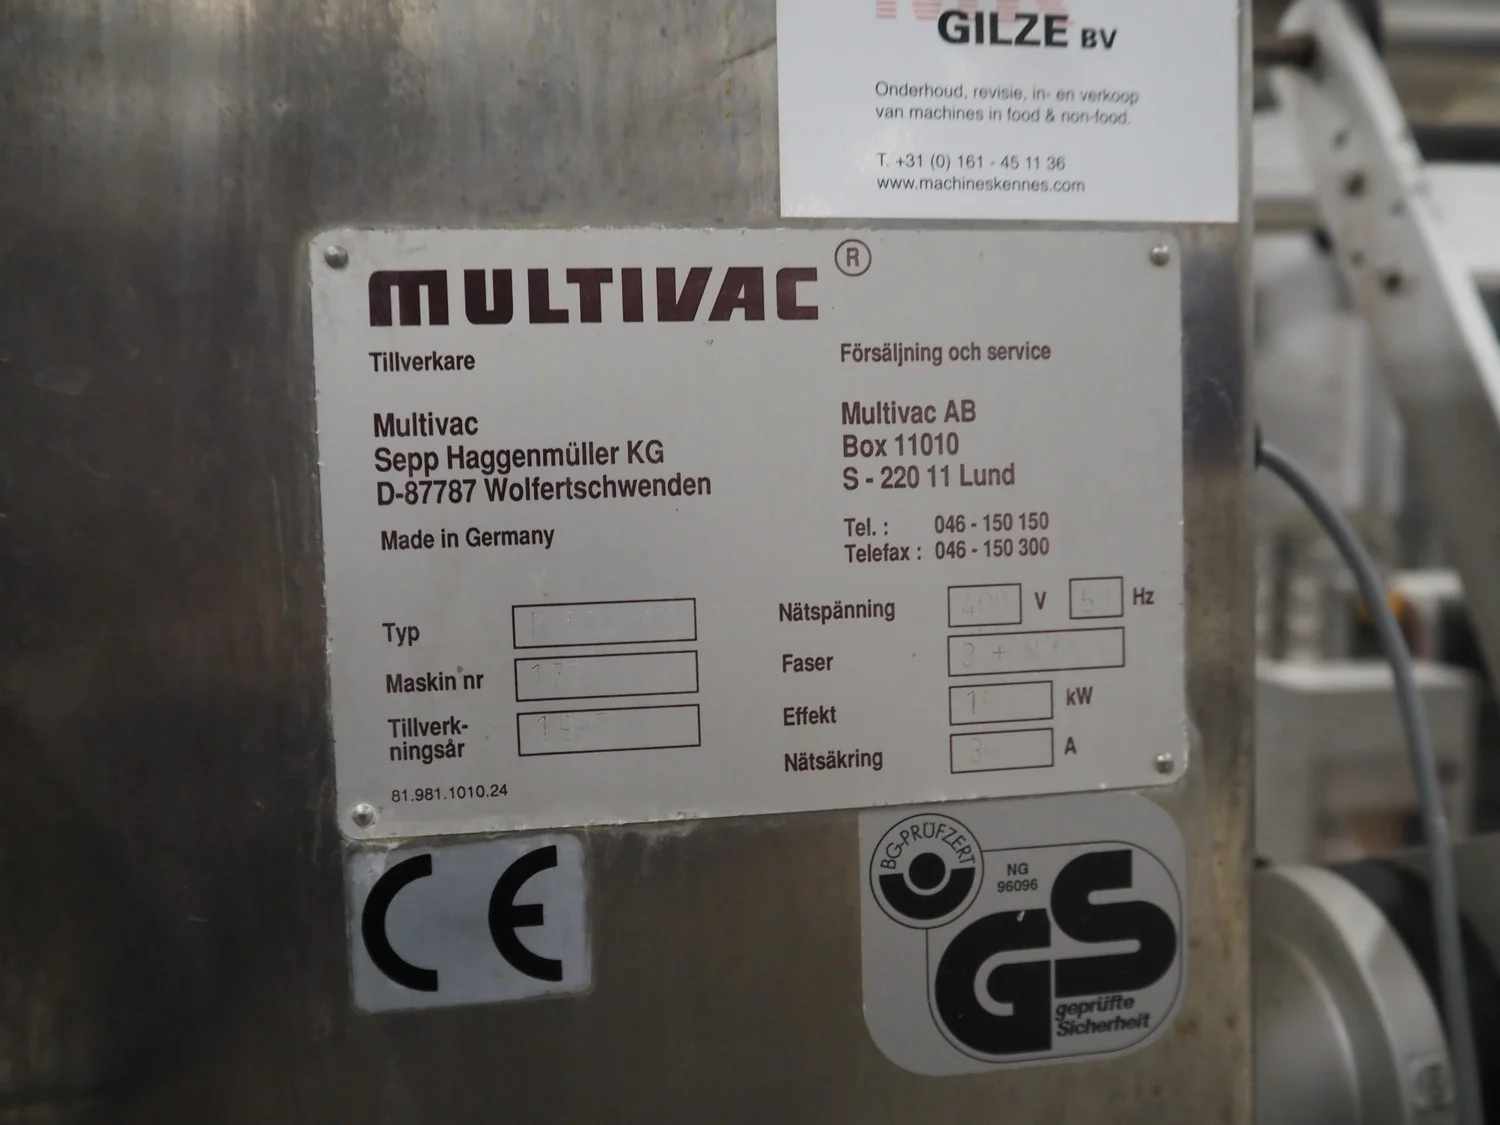 GILZE BV
Onderhoud, revisie, in- en verkoop
van machines in food & non-food.
T. +31 (0) 161 - 45 11 36
www.machineskennes.com
MULTIVAC ®
Tillverkare
Multivac
Sepp Haggenmüller KG
D-87787 Wolfertschwenden
Made in Germany
Försäljning och service
Multivac AB
Box 11010
S - 220 11 Lund
Tel. : 046 - 150 150
Telefax : 046 - 150 300
Typ
Maskin nr
Tillverk-
ningsår
81.981.1010.24
Nätspänning V Hz
Faser
Effekt kW
Nätsäkring A
CE
BG-PRÜFZERT
NG
96096
GS
geprüfte
Sicherheit